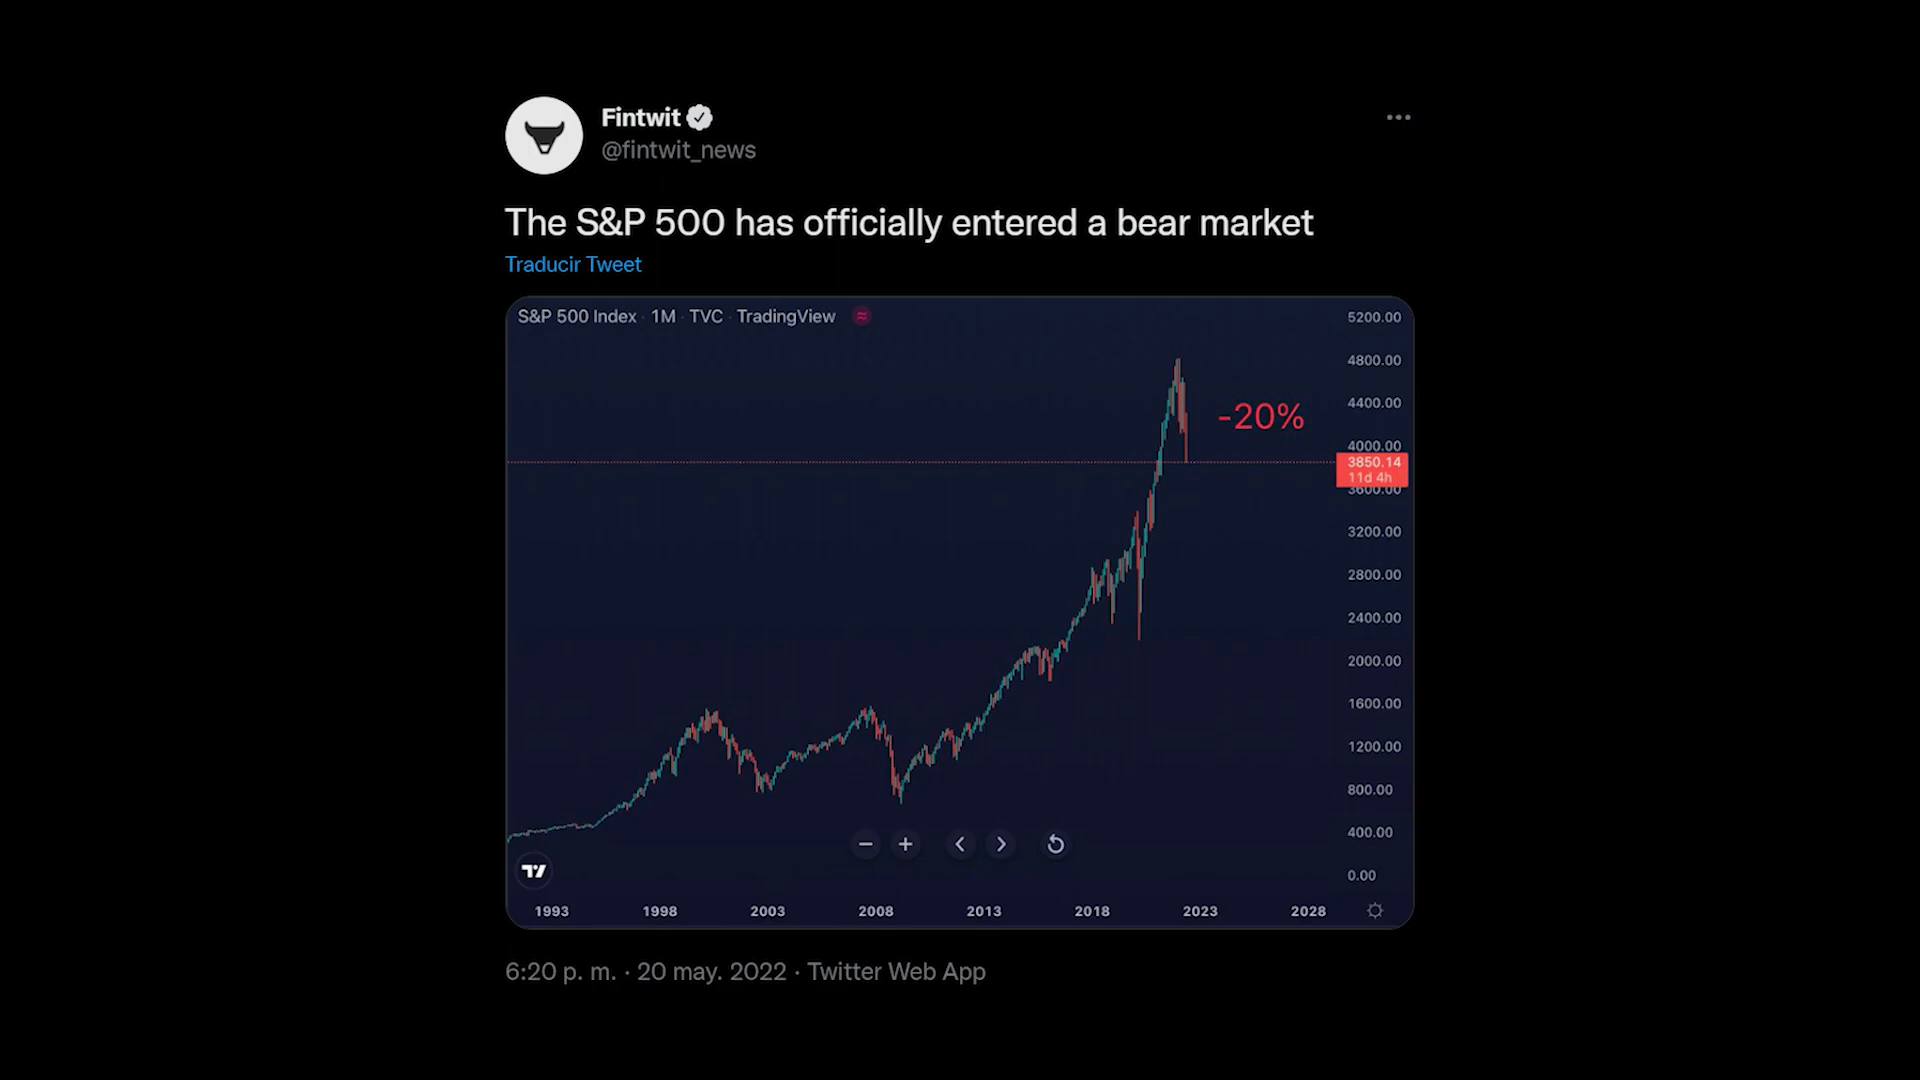 Fintwit
@fintwit_news
The S&P 500 has officially entered a bear market
Traducir Tweet
S&P 500 Index · 1M · TVC · TradingView
5200.00
4800.00
-20%
4400.00
4000.00
3850.14
11d 4h
3600.00
3200.00
2800.00
2400.00
2000.00
1600.00
1200.00
800.00
400.00
0.00
1993 1998 2003 2008 2013 2018 2023 2028
6:20 p. m. · 20 may. 2022 · Twitter Web App